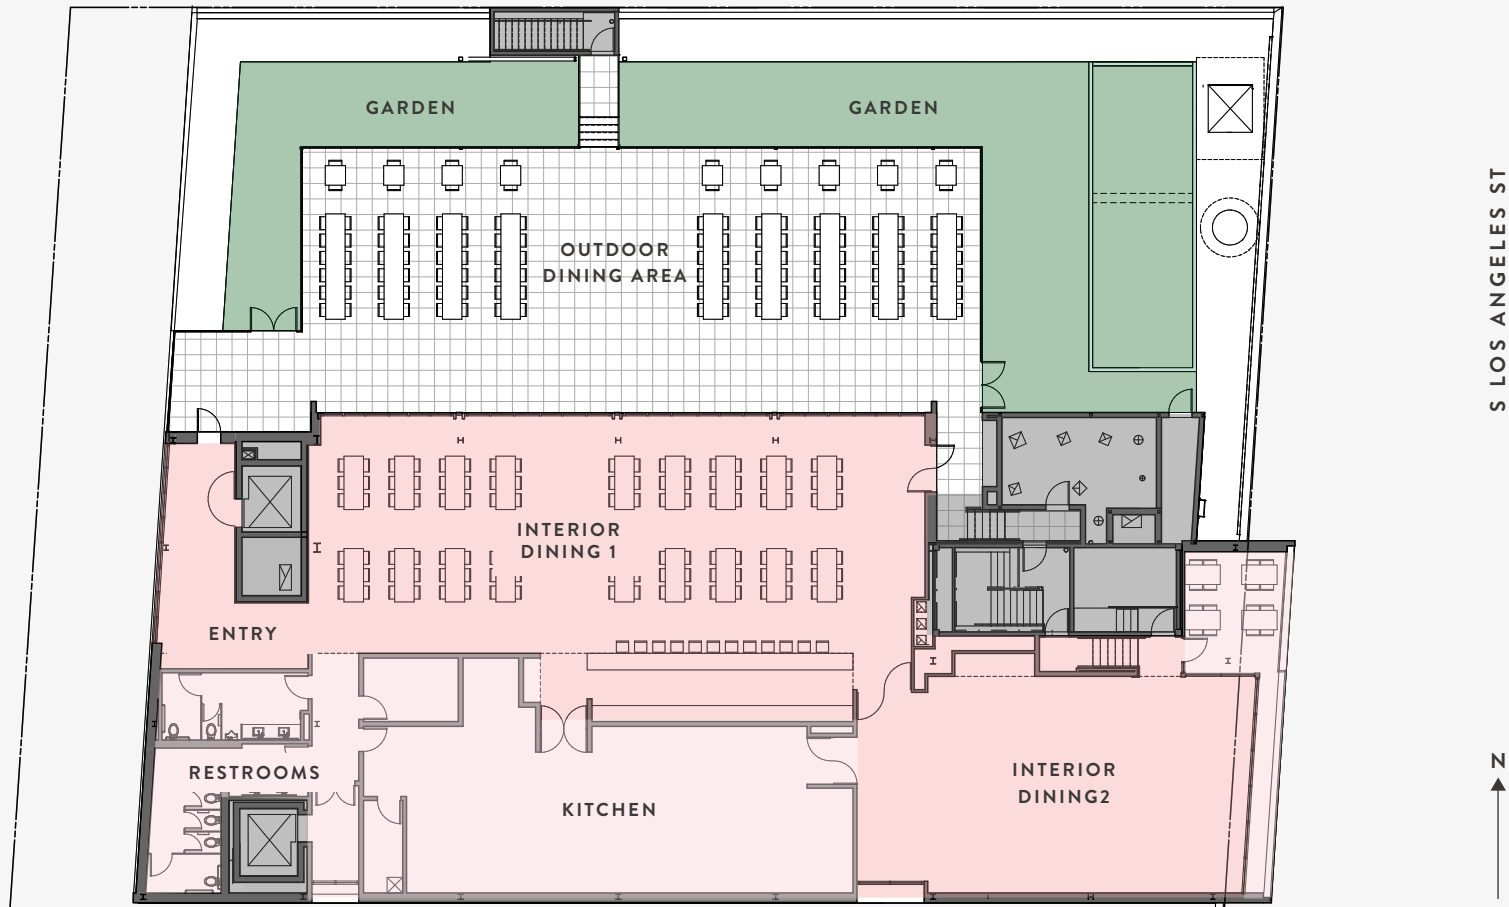 GARDEN
GARDEN
OUTDOOR
DINING AREA
S LOS ANGELES ST
INTERIOR
DINING 1
ENTRY
RESTROOMS
KITCHEN
INTERIOR
DINING2
N